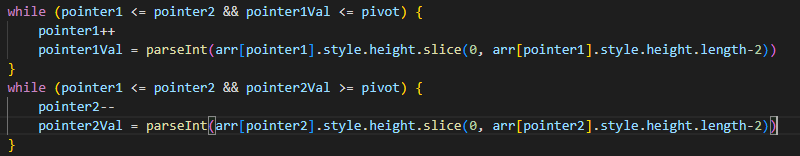 while (pointer1 <= pointer2 && pointer1Val <= pivot) {
    pointer1++
    pointer1Val = parseInt(arr[pointer1].style.height.slice(0, arr[pointer1].style.height.length-2))
}
while (pointer1 <= pointer2 && pointer2Val >= pivot) {
    pointer2--
    pointer2Val = parseInt(arr[pointer2].style.height.slice(0, arr[pointer2].style.height.length-2))
}